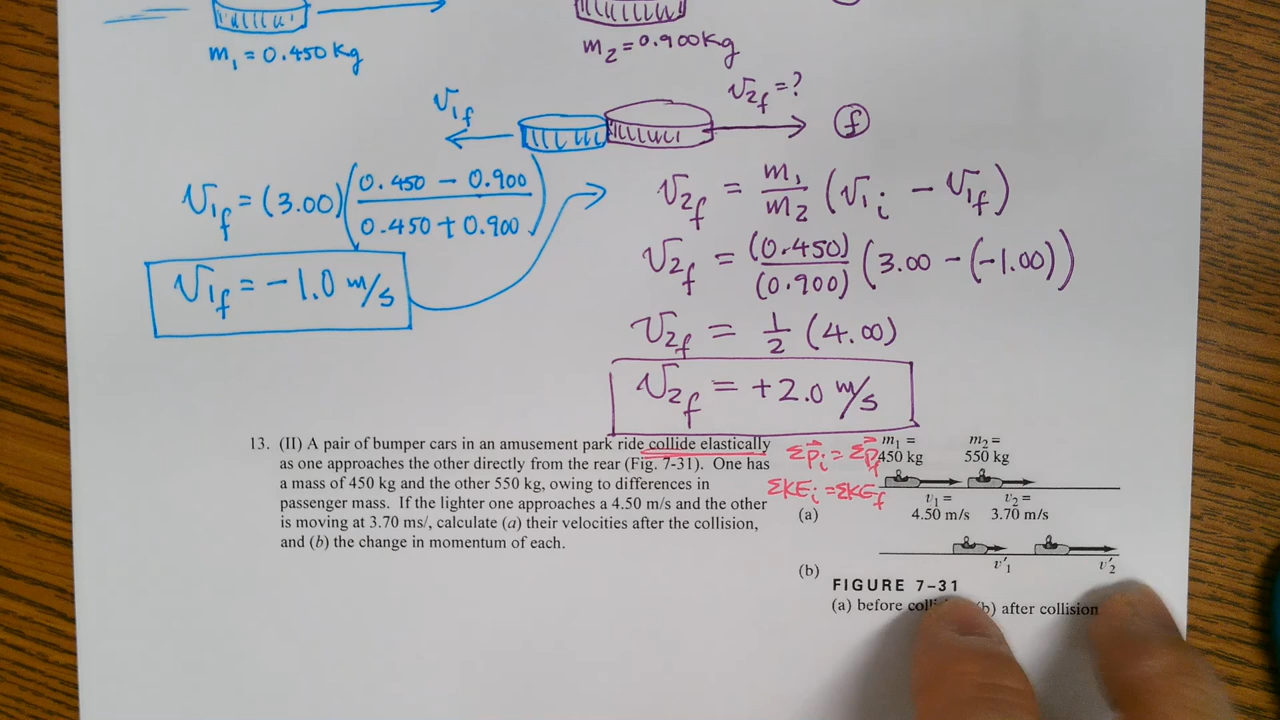 m₁ = 0.450 kg
m₂ = 0.900 kg
v₁f
v₂f = ?
f
v₁f = (3.00)((0.450 − 0.900)/(0.450 + 0.900))
v₁f = −1.0 m/s
v₂f = m₁/m₂ (v₁i − v₁f)
v₂f = (0.450)/(0.900) (3.00 − (−1.00))
v₂f = 1/2 (4.00)
v₂f = +2.0 m/s
13. (II) A pair of bumper cars in an amusement park ride collide elastically
as one approaches the other directly from the rear (Fig. 7-31). One has
a mass of 450 kg and the other 550 kg, owing to differences in
passenger mass. If the lighter one approaches a 4.50 m/s and the other
is moving at 3.70 ms/, calculate (a) their velocities after the collision,
and (b) the change in momentum of each.
Σp⃗i = Σp⃗f
ΣKEi = ΣKEf
m₁ =
450 kg
m₂ =
550 kg
(a)
v₁ =
4.50 m/s
v₂ =
3.70 m/s
(b)
v′₁
v′₂
FIGURE 7–31
(a) before b) after collision